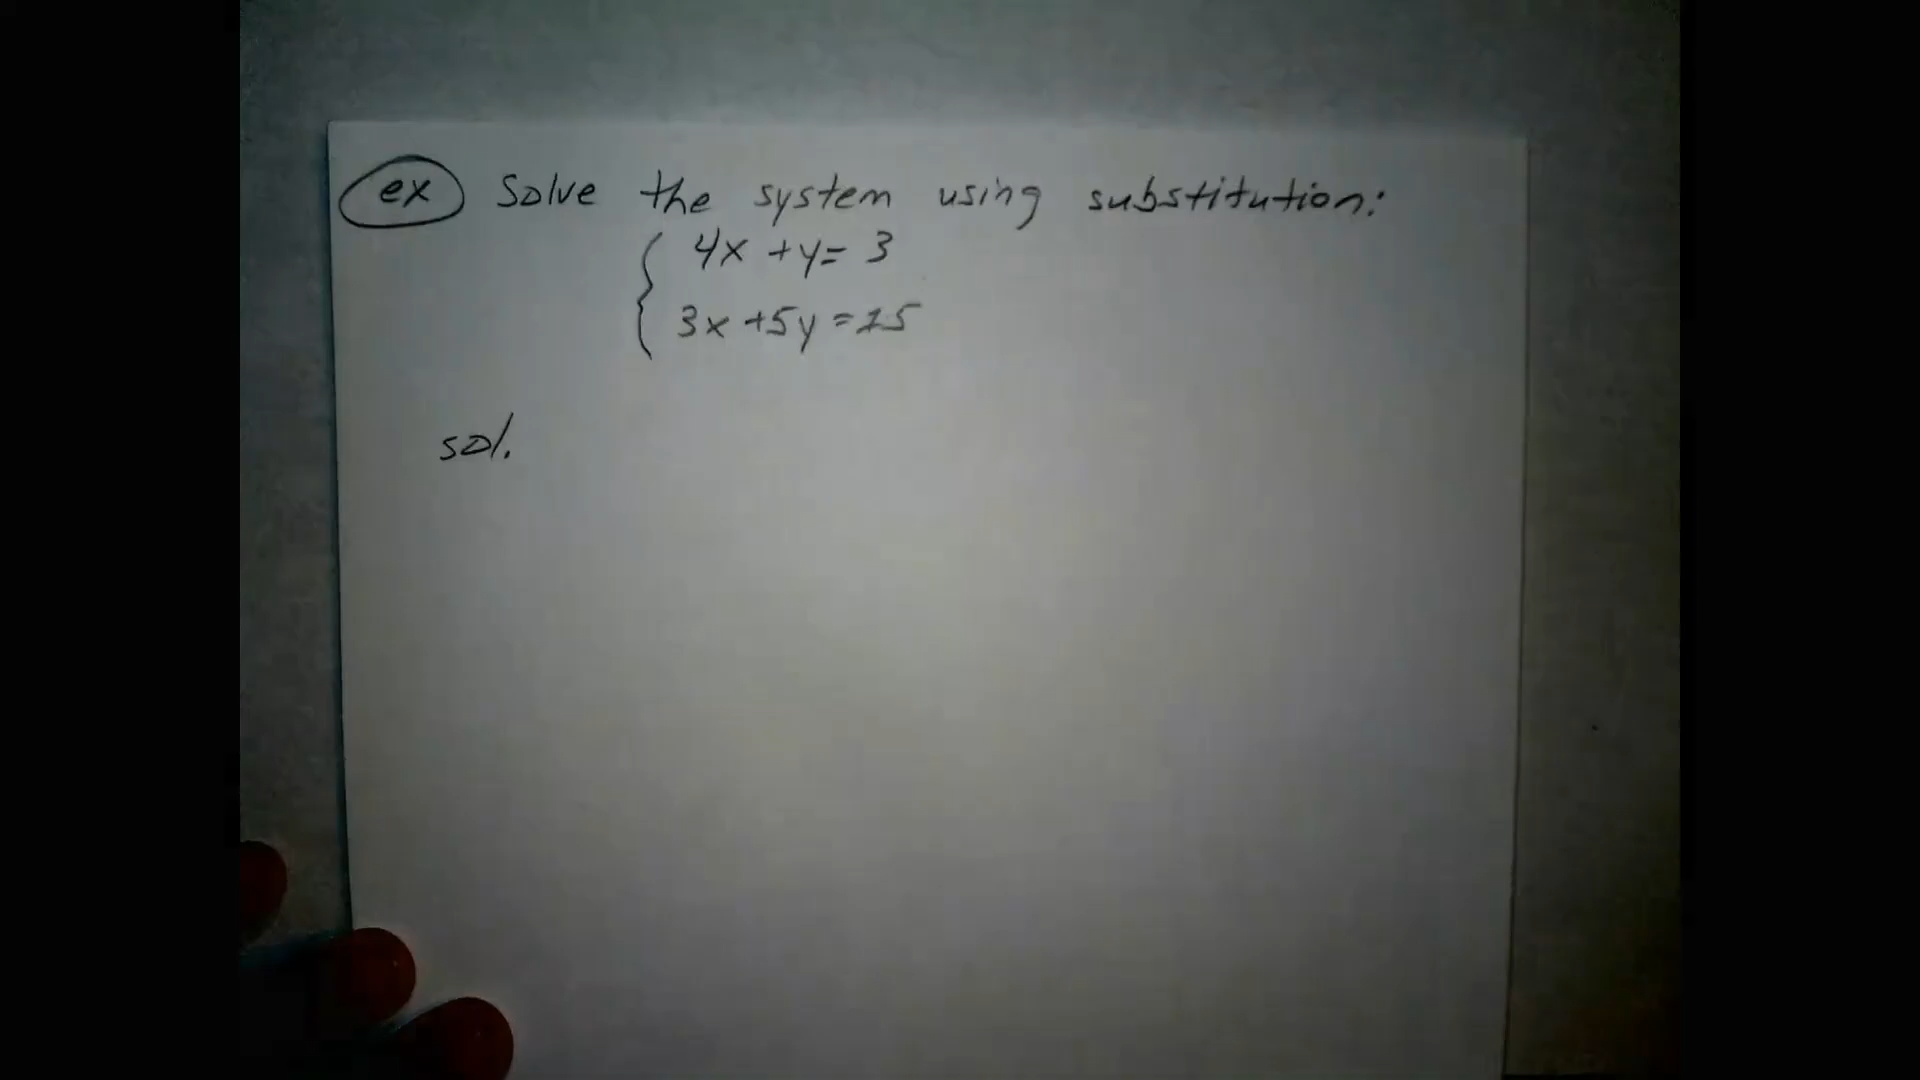 ex Solve the system using substitution:
4x + y = 3
3x + 5y = 15
sol.